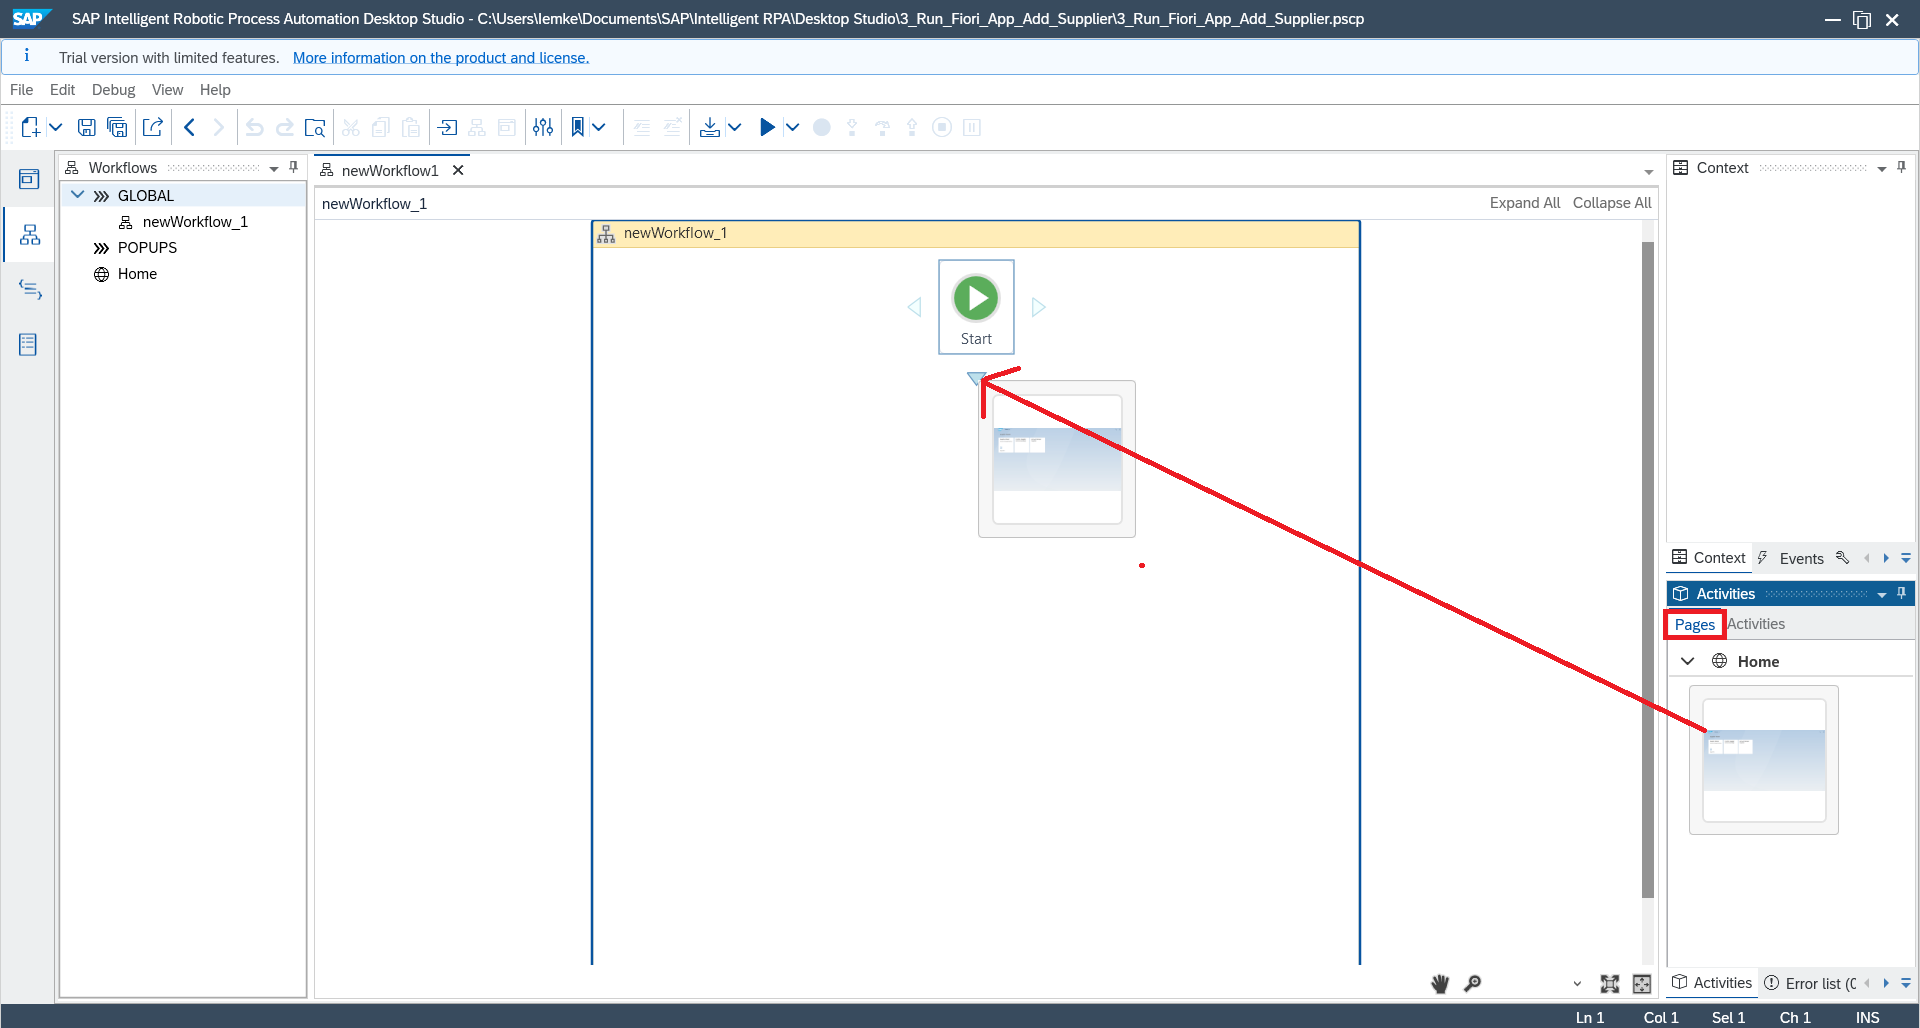 SAP SAP Intelligent Robotic Process Automation Desktop Studio - C:\Users\Iemke\Documents\SAP\Intelligent RPA\Desktop Studio\3_Run_Fiori_App_Add_Supplier\3_Run_Fiori_App_Add_Supplier.pscp
i Trial version with limited features. More information on the product and license.
File Edit Debug View Help
Workflows
GLOBAL
newWorkflow_1
POPUPS
Home
newWorkflow1
newWorkflow_1 Expand All Collapse All
newWorkflow_1
Start
Context
Context Events
Activities
Pages Activities
Home
Activities Error list (
Ln 1 Col 1 Sel 1 Ch 1 INS